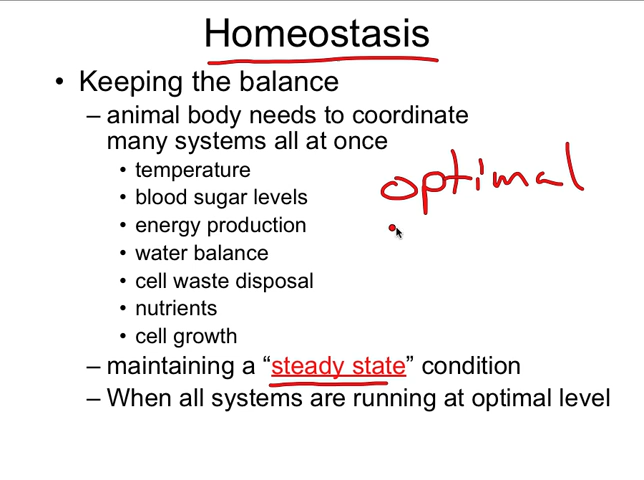 Homeostasis
• Keeping the balance
– animal body needs to coordinate
many systems all at once
• temperature
optimal
• blood sugar levels
• energy production
• water balance
• cell waste disposal
• nutrients
• cell growth
– maintaining a “steady state” condition
– When all systems are running at optimal level